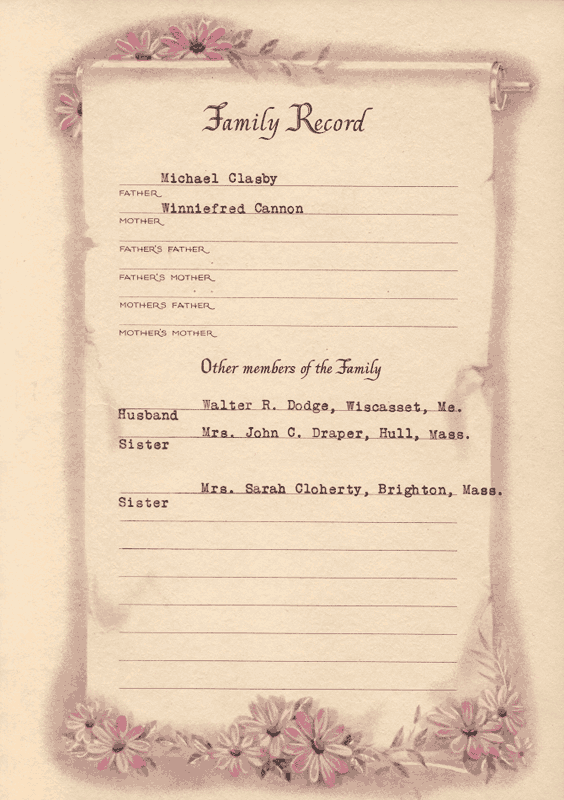 Family Record
Michael Clasby
FATHER
Winniefred Cannon
MOTHER
FATHER'S FATHER
FATHER'S MOTHER
MOTHERS FATHER
MOTHER'S MOTHER
Other members of the Family
Walter R. Dodge, Wiscasset, Me.
Husband
Mrs. John C. Draper, Hull, Mass.
Sister
Mrs. Sarah Cloherty, Brighton, Mass.
Sister